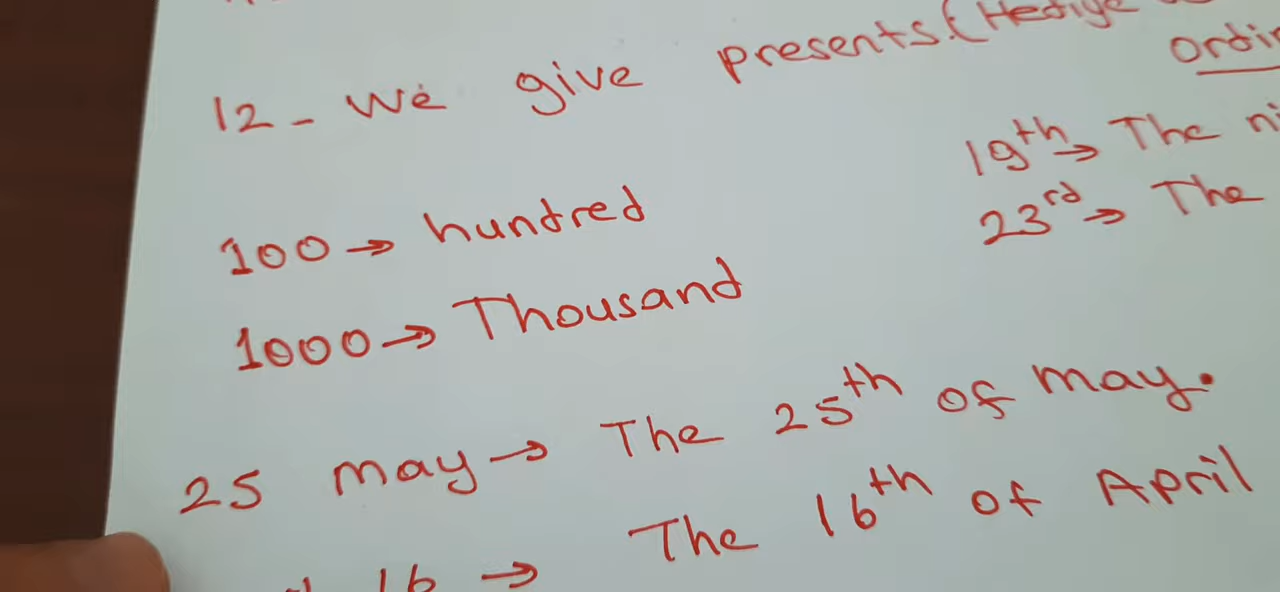 12- We give presents. (Hediye
100 → hundred
1000 → Thousand
19th → The
23rd → The
25 may → The 25th of may.
16 → The 16th of April